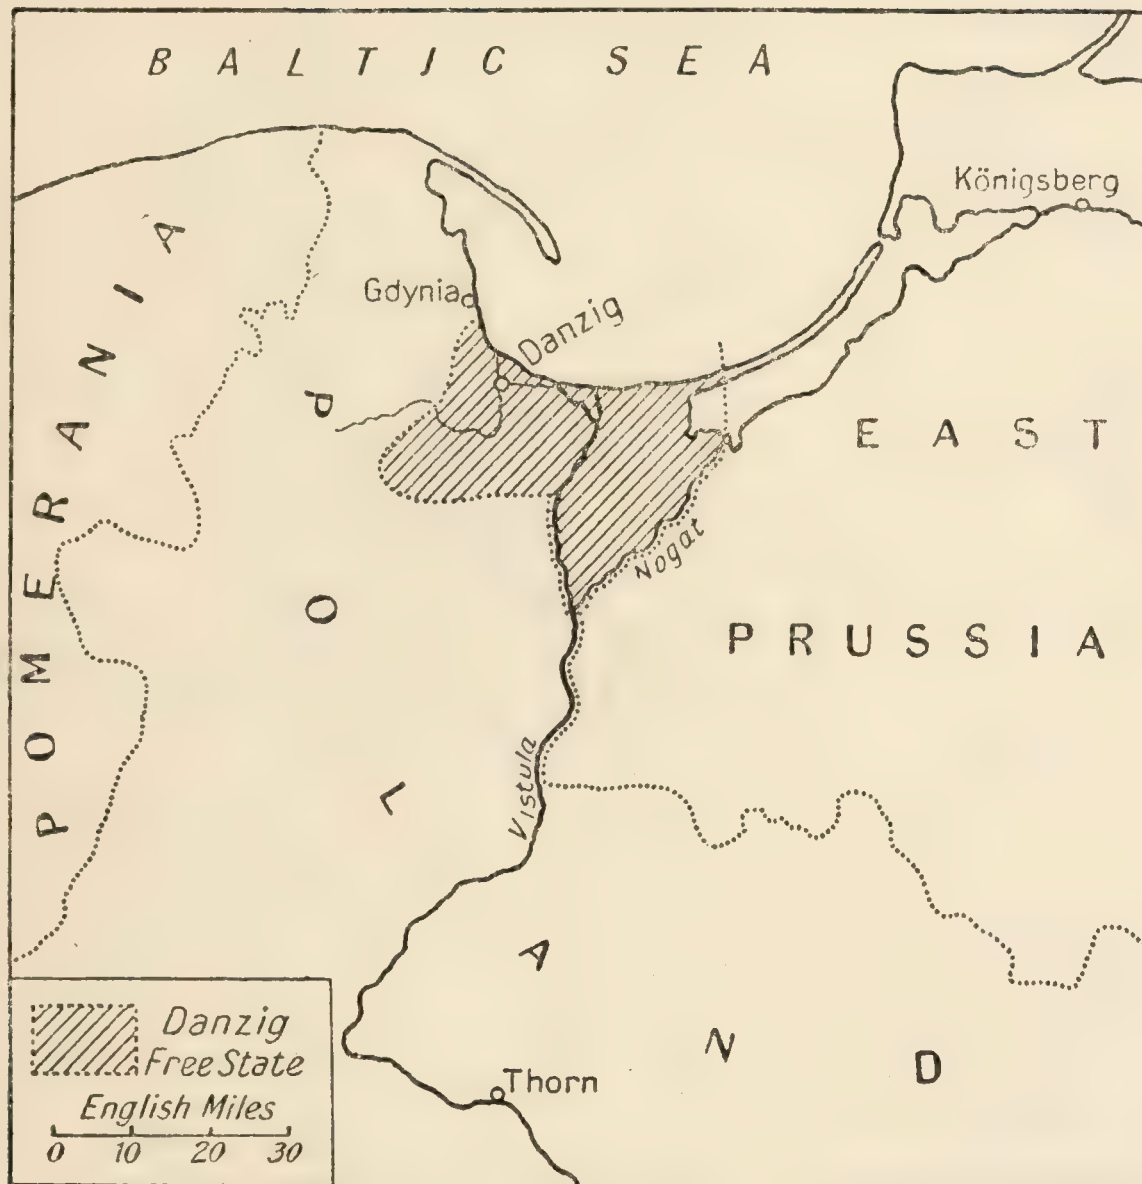 BALTIC SEA
POMERANIA
Königsberg
Gdynia
Danzig
EAST
PRUSSIA
Nogat
Vistula
POLAND
Thorn
Danzig
Free State
English Miles
0 10 20 30